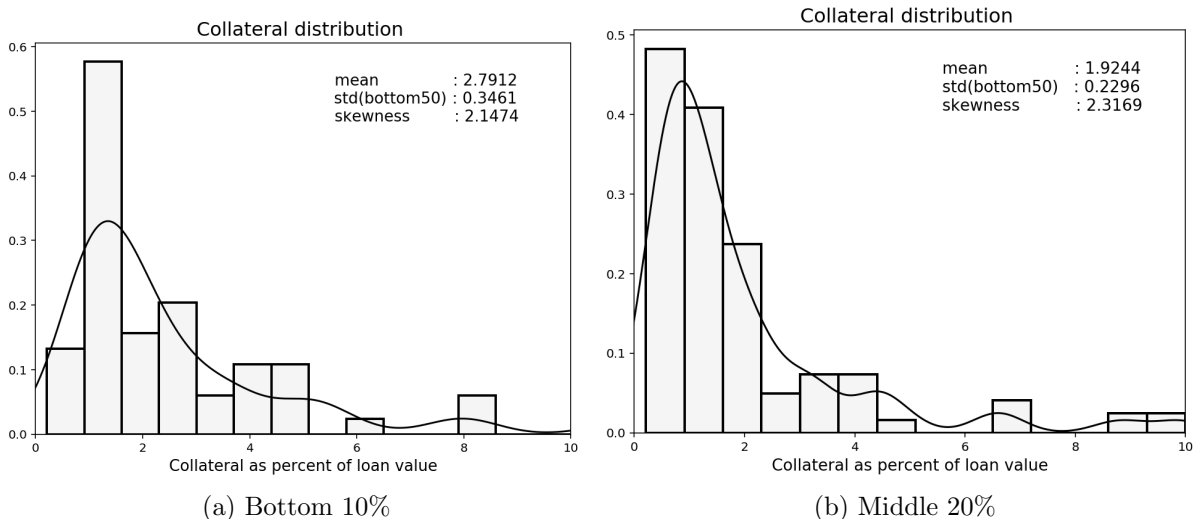 Collateral distribution
mean : 2.7912
std(bottom50) : 0.3461
skewness : 2.1474
0.6
0.5
0.4
0.3
0.2
0.1
0.0
0 2 4 6 8 10
Collateral as percent of loan value
(a) Bottom 10%
Collateral distribution
mean : 1.9244
std(bottom50) : 0.2296
skewness : 2.3169
0.5
0.4
0.3
0.2
0.1
0.0
0 2 4 6 8 10
Collateral as percent of loan value
(b) Middle 20%